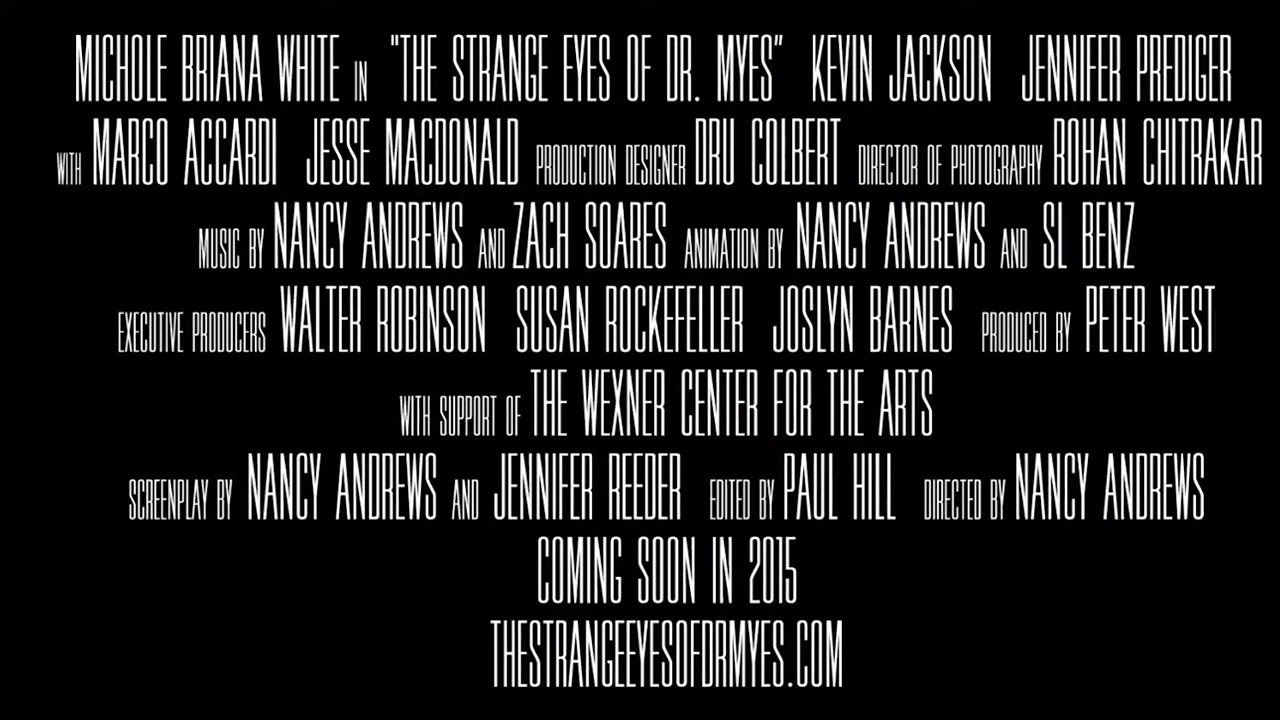 MICHOLE BRIANA WHITE IN "THE STRANGE EYES OF DR. MYES" KEVIN JACKSON JENNIFER PREDIGER
WITH MARCO ACCARDI JESSE MACDONALD PRODUCTION DESIGNER DRU COLBERT DIRECTOR OF PHOTOGRAPHY ROHAN CHITRAKAR
MUSIC BY NANCY ANDREWS AND ZACH SOARES ANIMATION BY NANCY ANDREWS AND SL BENZ
EXECUTIVE PRODUCERS WALTER ROBINSON SUSAN ROCKEFELLER JOSLYN BARNES PRODUCED BY PETER WEST
WITH SUPPORT OF THE WEXNER CENTER FOR THE ARTS
SCREENPLAY BY NANCY ANDREWS AND JENNIFER REEDER EDITED BY PAUL HILL DIRECTED BY NANCY ANDREWS
COMING SOON IN 2015
THESTRANGEEYESOFDRMYES.COM